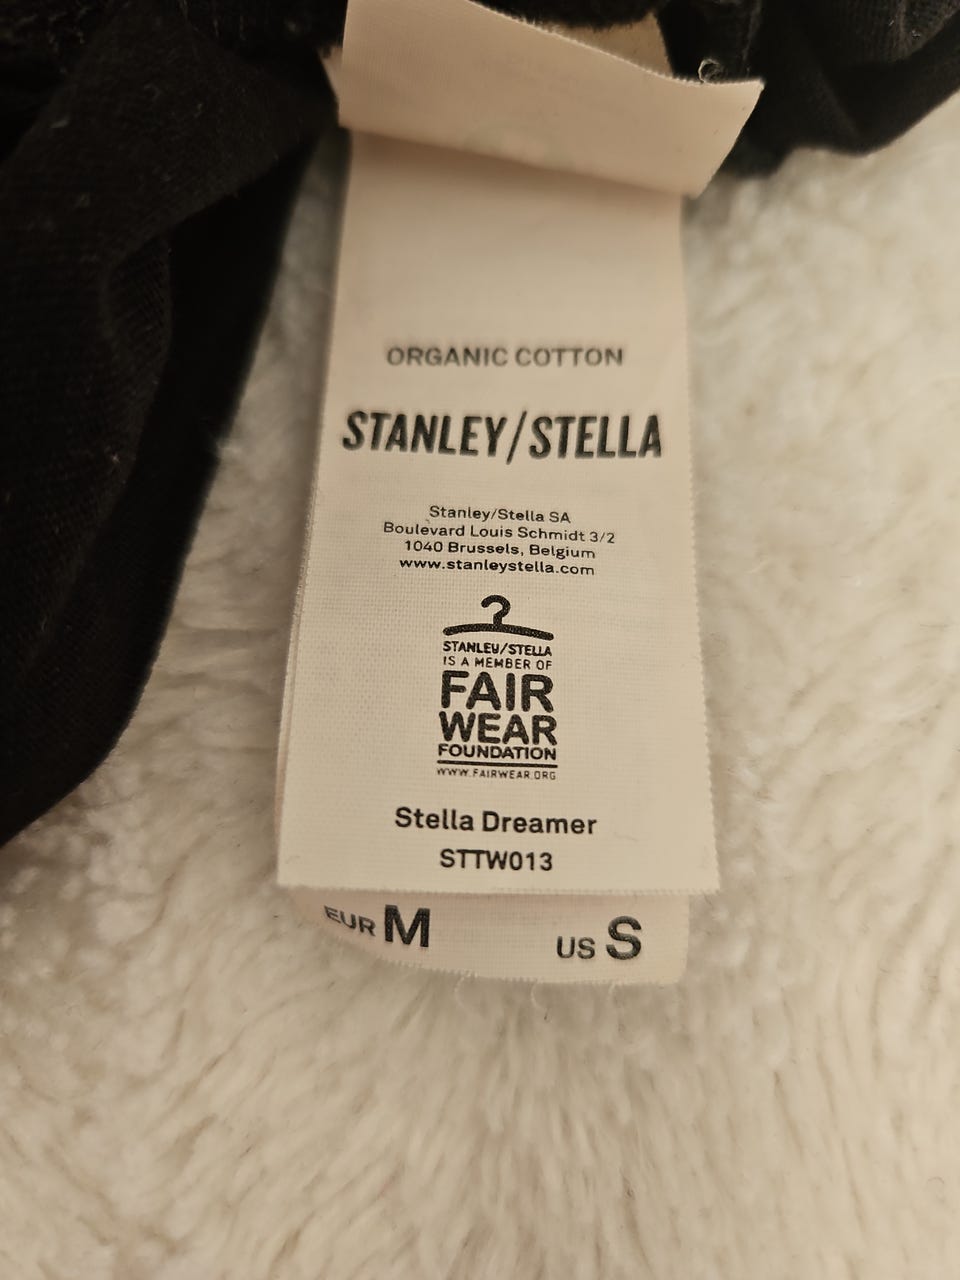 ORGANIC COTTON
STANLEY/STELLA
Stanley/Stella SA
Boulevard Louis Schmidt 3/2
1040 Brussels, Belgium
www.stanleystella.com
STANLEY/STELLA
IS A MEMBER OF
FAIR
WEAR
FOUNDATION
WWW.FAIRWEAR.ORG
Stella Dreamer
STTW013
EUR M US S